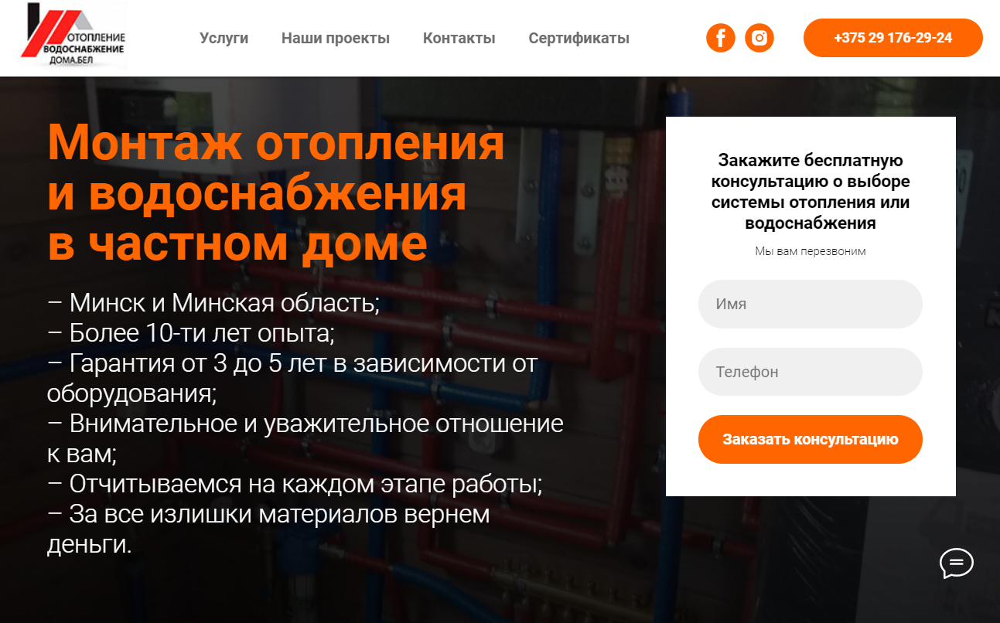 ОТОПЛЕНИЕ
ВОДОСНАБЖЕНИЕ
ДОМА.БЕЛ
Услуги
Наши проекты
Контакты
Сертификаты
+375 29 176-29-24
Монтаж отопления
и водоснабжения
в частном доме
– Минск и Минская область;
– Более 10-ти лет опыта;
– Гарантия от 3 до 5 лет в зависимости от
оборудования;
– Внимательное и уважительное отношение
к вам;
– Отчитываемся на каждом этапе работы;
– За все излишки материалов вернем
деньги.
Закажите бесплатную
консультацию о выборе
системы отопления или
водоснабжения
Мы вам перезвоним
Имя
Телефон
Заказать консультацию